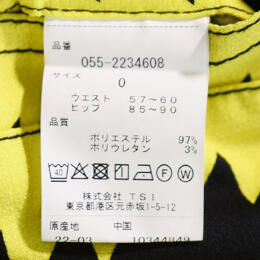 品番
055-2234608
サイズ
0
ウエスト 57〜60
ヒップ 85〜90
品質
ポリエステル 97%
ポリウレタン 3%
40
W
株式会社 TSI
東京都港区元赤坂1-5-12
原産地 中国
22-03 10344849